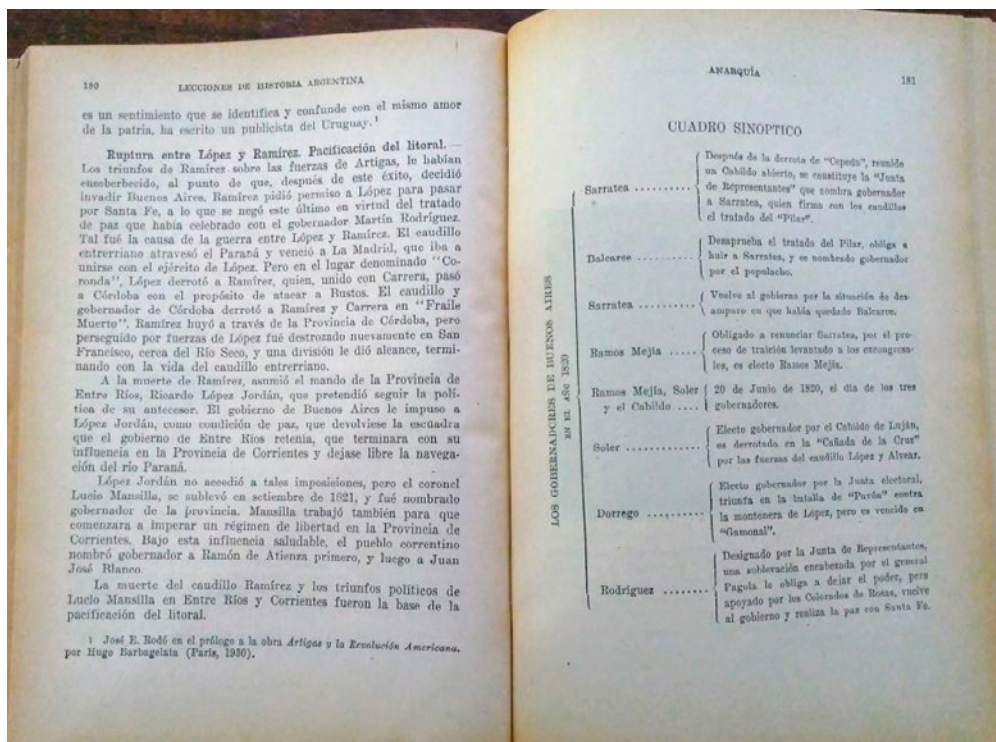 180
LECCIONES DE HISTORIA ARGENTINA
es un sentimiento que se identifica y confunde con el mismo amor
de la patria, ha escrito un publicista del Uruguay.¹
Ruptura entre López y Ramírez. Pacificación del litoral.—
Los triunfos de Ramírez sobre las fuerzas de Artigas, le habían
ensoberbecido, al punto de que, después de este éxito, decidió
invadir Buenos Aires. Ramírez pidió permiso a López para pasar
por Santa Fe, a lo que se negó este último en virtud del tratado
de paz que había celebrado con el gobernador Martín Rodríguez.
Tal fué la causa de la guerra entre López y Ramírez. El caudillo
entrerriano atravesó el Paraná y venció a La Madrid, que iba a
unirse con el ejército de López. Pero en el lugar denominado "Co-
ronda", López derrotó a Ramírez, quien, unido con Carrera, pasó
a Córdoba con el propósito de atacar a Bustos. El caudillo y
gobernador de Córdoba derrotó a Ramírez y Carrera en "Fraile
Muerto". Ramírez huyó a través de la Provincia de Córdoba, pero
perseguido por fuerzas de López fué destrozado nuevamente en San
Francisco, cerca del Río Seco, y una división le dió alcance, termi-
nando con la vida del caudillo entrerriano.
A la muerte de Ramírez, asumió el mando de la Provincia de
Entre Ríos, Ricardo López Jordán, que pretendió seguir la polí-
tica de su antecesor. El gobierno de Buenos Aires le impuso a
López Jordán, como condición de paz, que devolviese la escuadra
que el gobierno de Entre Ríos retenía, que terminara con su
influencia en la Provincia de Corrientes y dejase libre la navega-
ción del río Paraná.
López Jordán no accedió a tales imposiciones, pero el coronel
Lucio Mansilla, se sublevó en setiembre de 1821, y fué nombrado
gobernador de la provincia. Mansilla trabajó también para que
comenzara a imperar un régimen de libertad en la Provincia de
Corrientes. Bajo esta influencia saludable, el pueblo correntino
nombró gobernador a Ramón de Atienza primero, y luego a Juan
José Blanco.
La muerte del caudillo Ramírez y los triunfos políticos de
Lucio Mansilla en Entre Ríos y Corrientes fueron la base de la
pacificación del litoral.
1 José E. Rodó en el prólogo a la obra Artigas y la Revolución Americana,
por Hugo Barbagelata (París, 1930).
ANARQUÍA
181
CUADRO SINOPTICO
LOS GOBERNADORES DE BUENOS AIRES
EN EL AÑO 1820
Sarratea ..........
Después de la derrota de "Cepeda", reunido
un Cabildo abierto, se constituye la "Junta
de Representantes" que nombra gobernador
a Sarratea, quien firma con los caudillos
el tratado del "Pilar".
Balcarce ..........
Desaprueba el tratado del Pilar, obliga a
huir a Sarratea, y es nombrado gobernador
por el populacho.
Sarratea ..........
Vuelve al gobierno por la situación de des-
amparo en que había quedado Balcarce.
Ramos Mejía .....
Obligado a renunciar Sarratea, por el pro-
ceso de traición levantado a los excongresa-
les, es electo Ramos Mejía.
Ramos Mejía, Soler
y el Cabildo ....
20 de Junio de 1820, el día de los tres
gobernadores.
Soler ..............
Electo gobernador por el Cabildo de Luján,
es derrotado en la "Cañada de la Cruz"
por las fuerzas del caudillo López y Alvear.
Dorrego ..........
Electo gobernador por la Junta electoral,
triunfa en la batalla de "Pavón" contra
la montonera de López, pero es vencido en
"Gamonal".
Rodríguez ........
Designado por la Junta de Representantes,
una sublevación encabezada por el general
Pagola le obliga a dejar el poder, pero
apoyado por los Colorados de Rosas, vuelve
al gobierno y realiza la paz con Santa Fe.